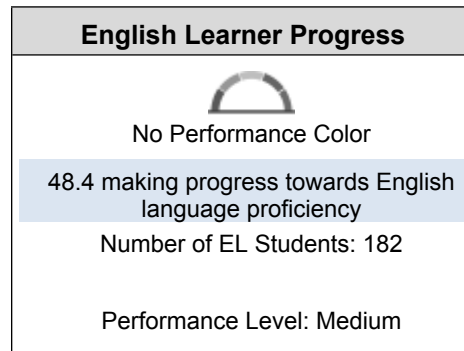 English Learner Progress
No Performance Color
48.4 making progress towards English
language proficiency
Number of EL Students: 182
Performance Level: Medium